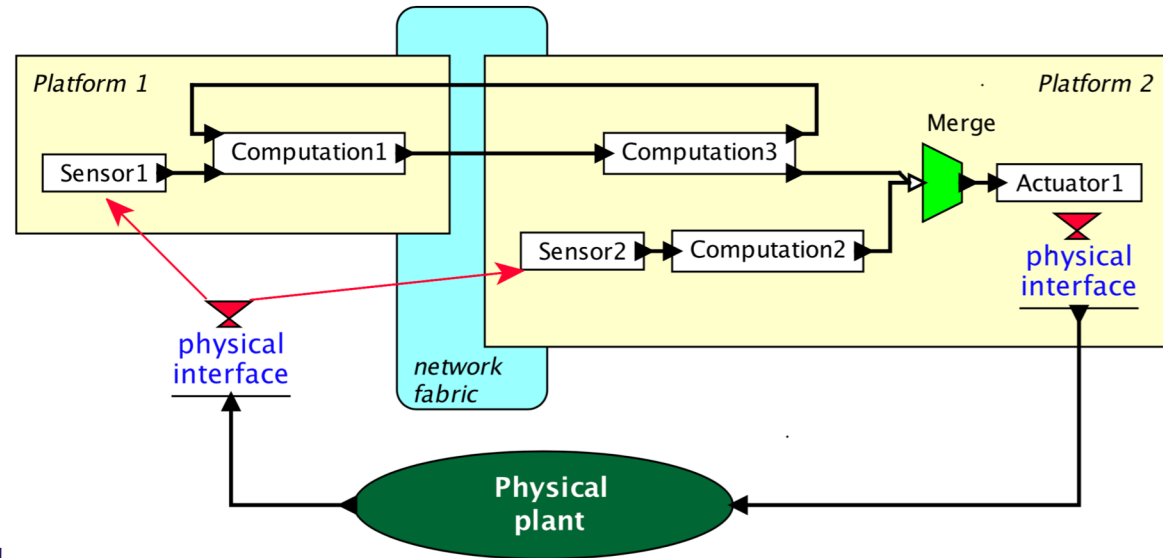 Platform 1
Platform 2
Merge
Computation1
Computation3
Sensor1
Actuator1
Sensor2
Computation2
physical
interface
physical
interface
network
fabric
Physical
plant